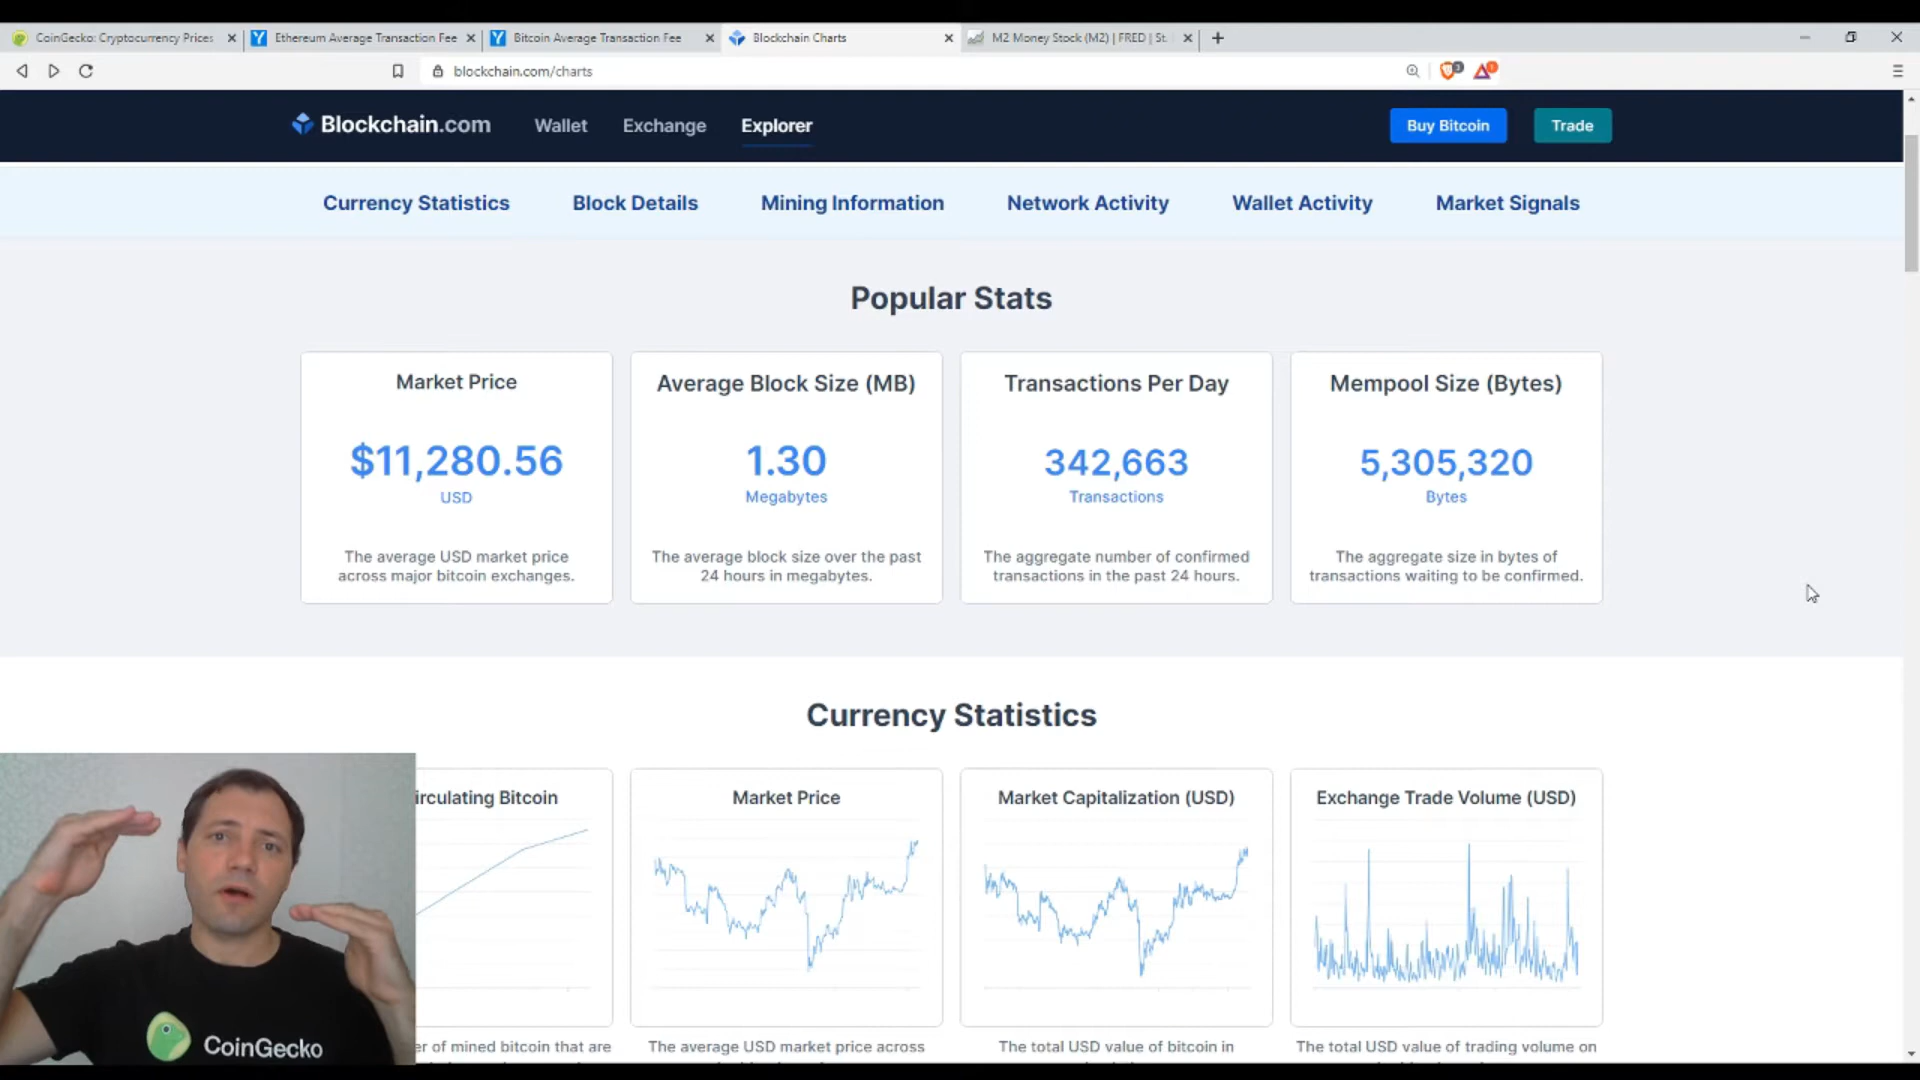 CoinGecko: Cryptocurrency Prices
Ethereum Average Transaction Fee
Bitcoin Average Transaction Fee
Blockchain Charts
M2 Money Stock (M2) | FRED | St.
blockchain.com/charts
Blockchain.com
Wallet
Exchange
Explorer
Buy Bitcoin
Trade
Currency Statistics
Block Details
Mining Information
Network Activity
Wallet Activity
Market Signals
Popular Stats
Market Price
$11,280.56
USD
The average USD market price
across major bitcoin exchanges.
Average Block Size (MB)
1.30
Megabytes
The average block size over the past
24 hours in megabytes.
Transactions Per Day
342,663
Transactions
The aggregate number of confirmed
transactions in the past 24 hours.
Mempool Size (Bytes)
5,305,320
Bytes
The aggregate size in bytes of
transactions waiting to be confirmed.
Currency Statistics
irculating Bitcoin
er of mined bitcoin that are
Market Price
The average USD market price across
Market Capitalization (USD)
The total USD value of bitcoin in
Exchange Trade Volume (USD)
The total USD value of trading volume on
CoinGecko